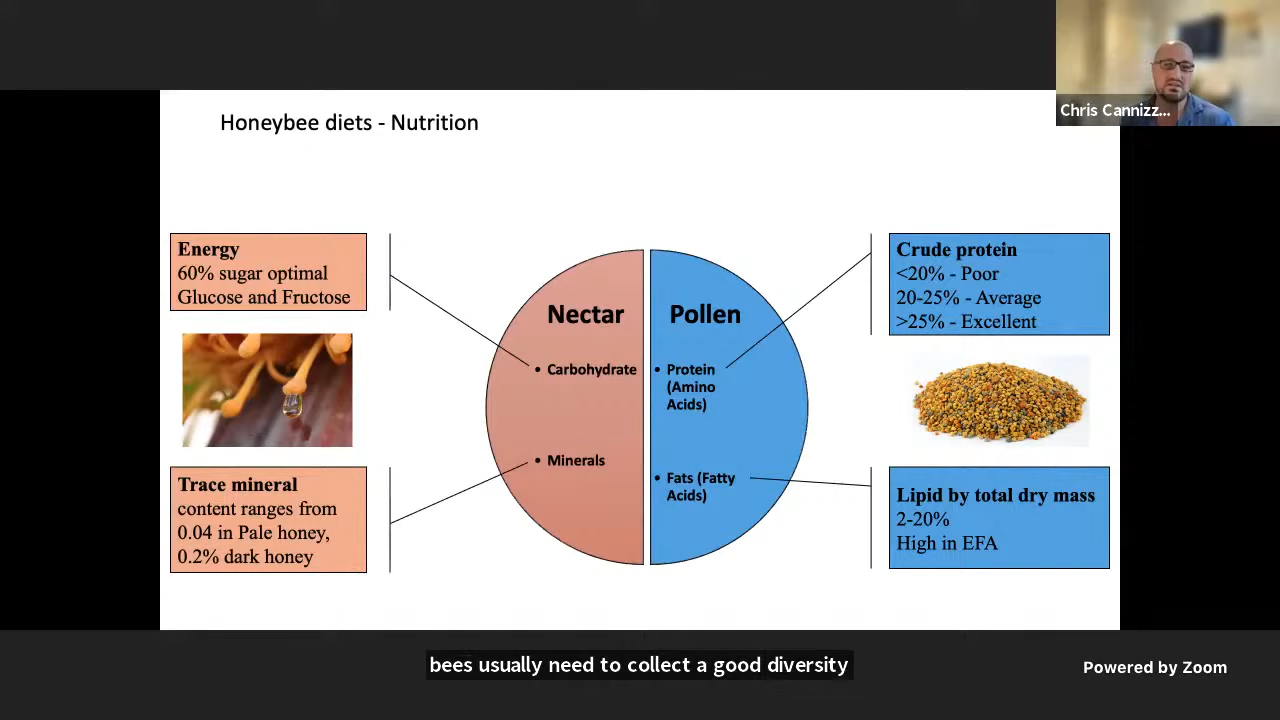 Chris Cannizz...
Honeybee diets - Nutrition
Energy
60% sugar optimal
Glucose and Fructose
Trace mineral
content ranges from
0.04 in Pale honey,
0.2% dark honey
Nectar
• Carbohydrate
• Minerals
Pollen
• Protein
(Amino
Acids)
• Fats (Fatty
Acids)
Crude protein
<20% - Poor
20-25% - Average
>25% - Excellent
Lipid by total dry mass
2-20%
High in EFA
bees usually need to collect a good diversity
Powered by Zoom